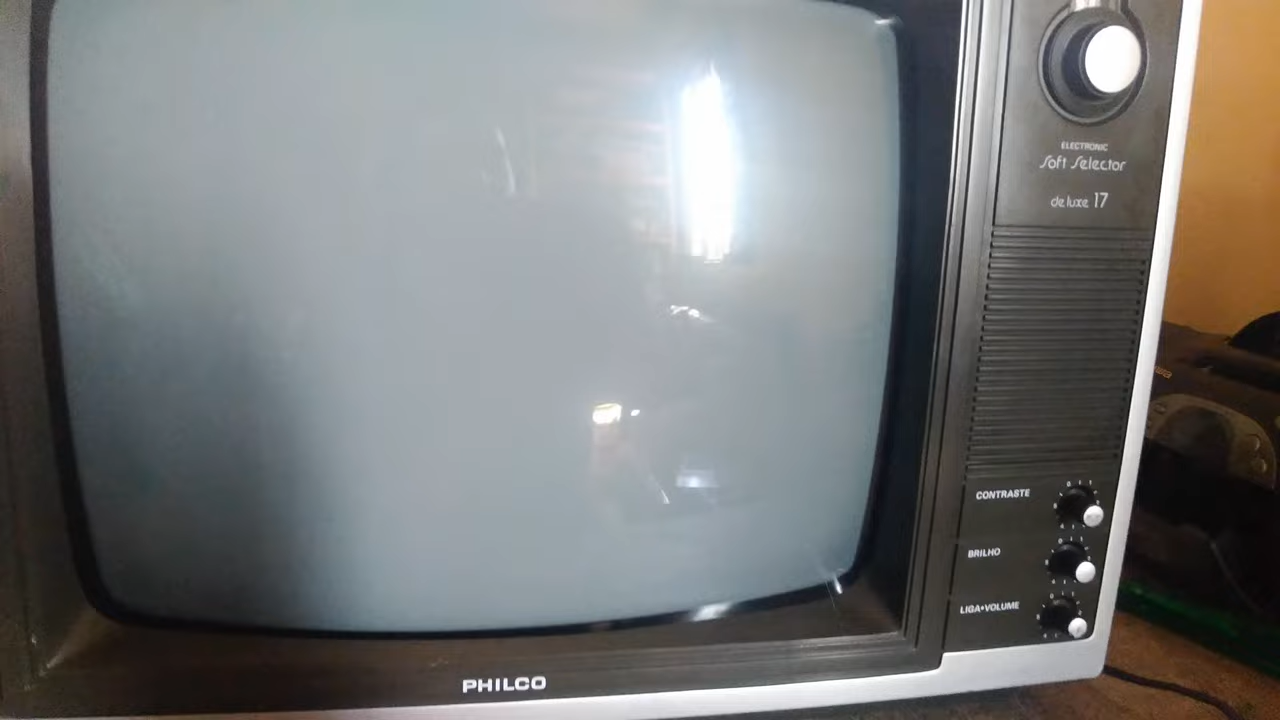 ELECTRONIC
Soft Selector
de luxe 17
CONTRASTE
BRILHO
LIGA•VOLUME
PHILCO